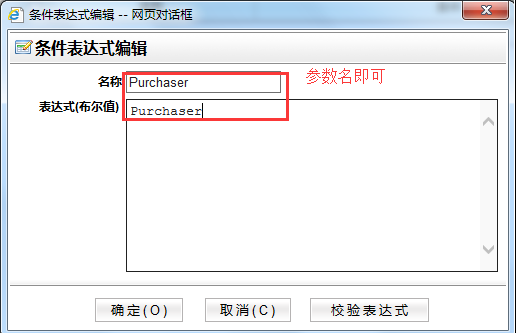 条件表达式编辑 -- 网页对话框
条件表达式编辑
名称 Purchaser 参数名即可
表达式(布尔值) Purchaser
确定(O) 取消(C) 校验表达式